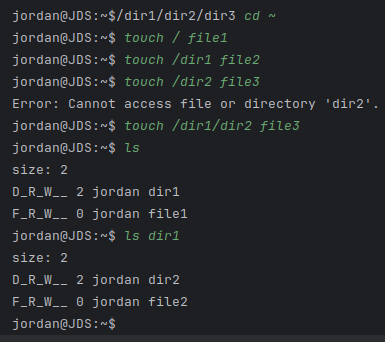 jordan@JDS:~$/dir1/dir2/dir3 cd ~
jordan@JDS:~$ touch / file1
jordan@JDS:~$ touch /dir1 file2
jordan@JDS:~$ touch /dir2 file3
Error: Cannot access file or directory 'dir2'.
jordan@JDS:~$ touch /dir1/dir2 file3
jordan@JDS:~$ ls
size: 2
D_R_W__ 2 jordan dir1
F_R_W__ 0 jordan file1
jordan@JDS:~$ ls dir1
size: 2
D_R_W__ 2 jordan dir2
F_R_W__ 0 jordan file2
jordan@JDS:~$